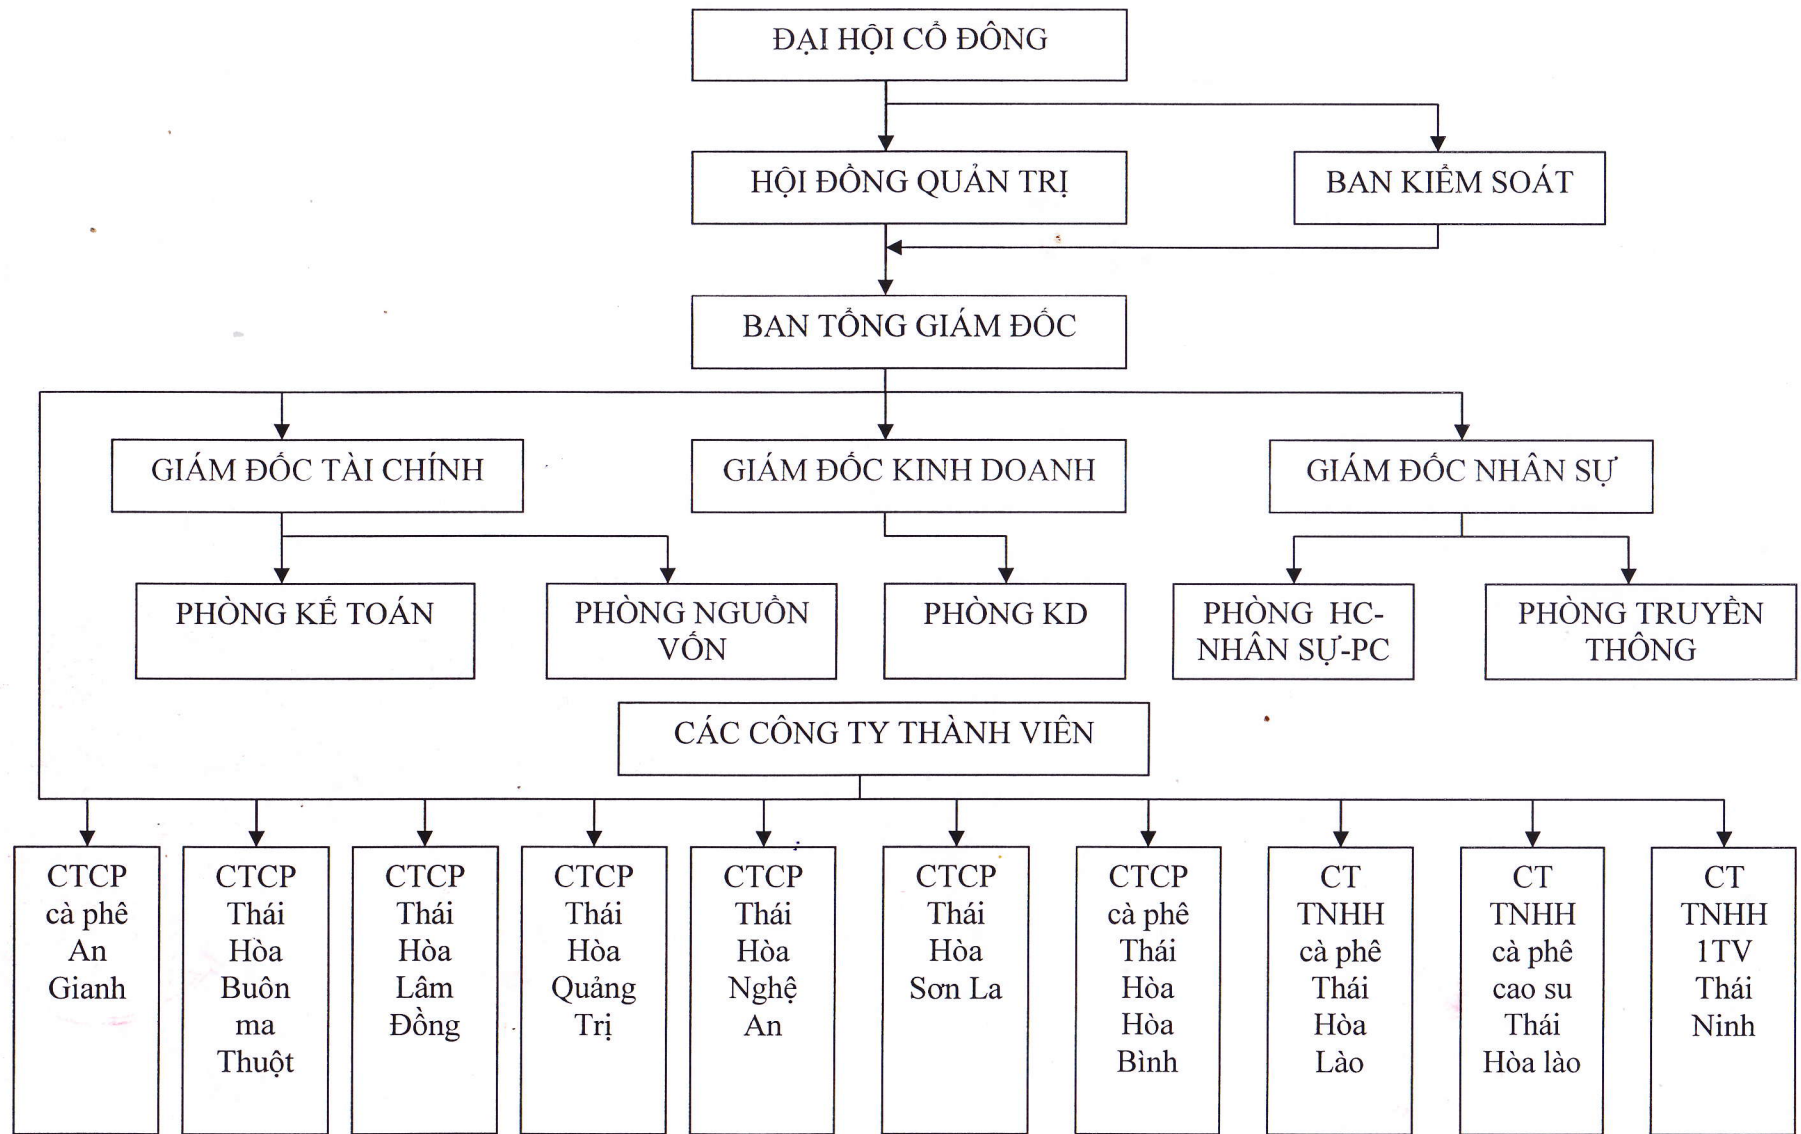 ĐẠI HỘI CỔ ĐÔNG
HỘI ĐỒNG QUẢN TRỊ
BAN KIỂM SOÁT
BAN TỔNG GIÁM ĐỐC
GIÁM ĐỐC TÀI CHÍNH
GIÁM ĐỐC KINH DOANH
GIÁM ĐỐC NHÂN SỰ
PHÒNG KẾ TOÁN
PHÒNG NGUỒN
VỐN
PHÒNG KD
PHÒNG HC-
NHÂN SỰ-PC
PHÒNG TRUYỀN
THÔNG
CÁC CÔNG TY THÀNH VIÊN
CTCP
cà phê
An
Gianh
CTCP
Thái
Hòa
Buôn
ma
Thuột
CTCP
Thái
Hòa
Lâm
Đồng
CTCP
Thái
Hòa
Quảng
Trị
CTCP
Thái
Hòa
Nghệ
An
CTCP
Thái
Hòa
Sơn La
CTCP
cà phê
Thái
Hòa
Hòa
Bình
CT
TNHH
cà phê
Thái
Hòa
Lào
CT
TNHH
cà phê
cao su
Thái
Hòa lào
CT
TNHH
1TV
Thái
Ninh